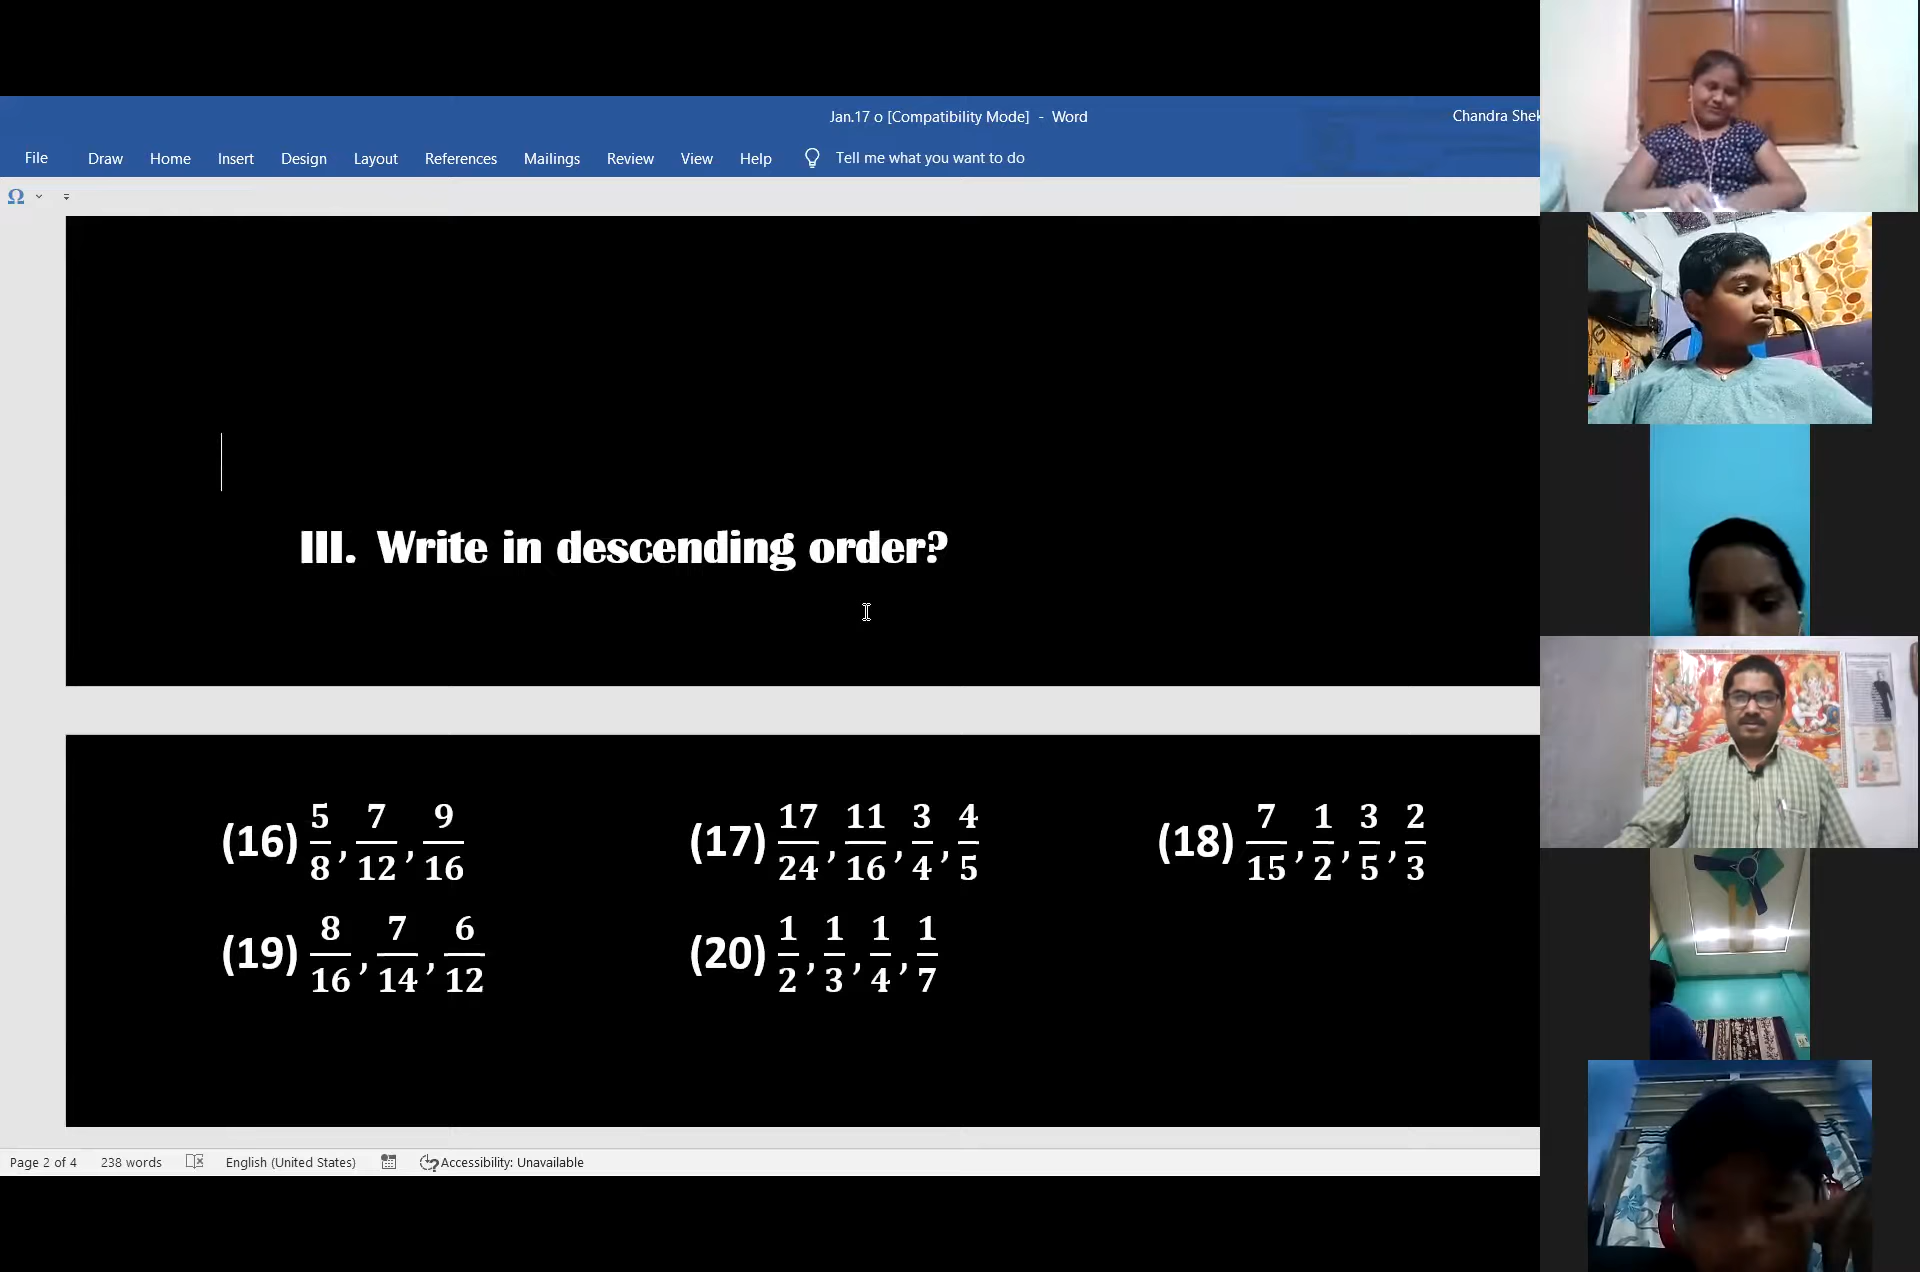 Jan.17 o [Compatibility Mode] - Word
Chandra Shek
File Draw Home Insert Design Layout References Mailings Review View Help Tell me what you want to do
III. Write in descending order?
(16) 5/8, 7/12, 9/16 (17) 17/24, 11/16, 3/4, 4/5 (18) 7/15, 1/2, 3/5, 2/3
(19) 8/16, 7/14, 6/12 (20) 1/2, 1/3, 1/4, 1/7
Page 2 of 4 238 words English (United States) Accessibility: Unavailable